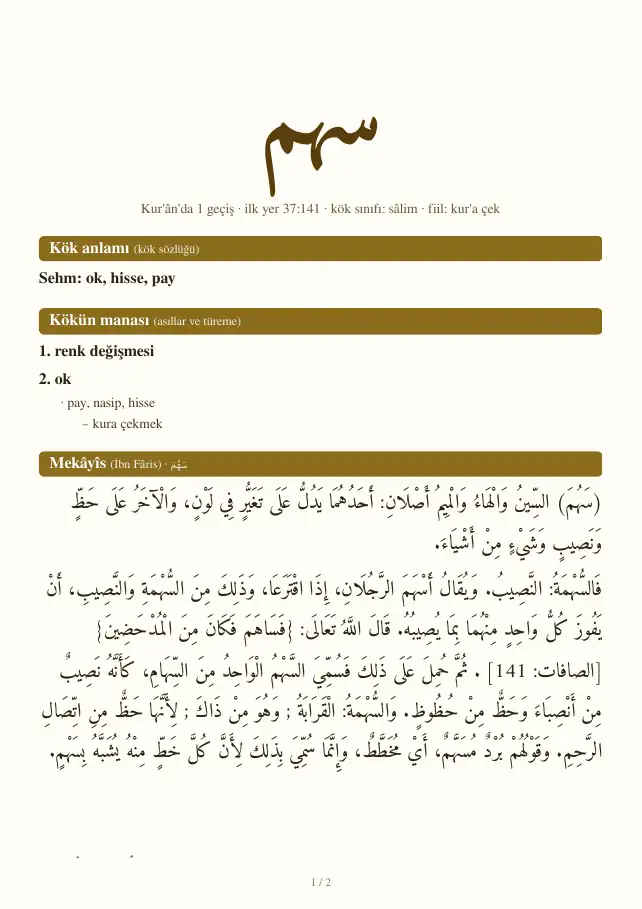 سهم
Kur'ân'da 1 geçiş · ilk yer 37:141 · kök sınıfı: sâlim · fiil: kur'a çek
Kök anlamı (kök sözlüğü)
Sehm: ok, hisse, pay
Kökün manası (asıllar ve türeme)
1. renk değişmesi
2. ok
· pay, nasip, hisse
– kura çekmek
Mekâyîs (İbn Fâris) · سَهُمَ
(سَهُمَ) السِّينُ وَالْهَاءُ وَالْمِيمُ أَصْلَانِ: أَحَدُهُمَا يَدُلُّ عَلَى تَغَيُّرٍ فِي لَوْنٍ، وَالْآخَرُ عَلَى حَظٍّ
وَنَصِيبٍ وَشَيْءٍ مِنْ أَشْيَاءَ.
فَالسُّهْمَةُ: النَّصِيبُ. وَيُقَالُ أَسْهَمَ الرَّجُلَانِ، إِذَا اقْتَرَعَا، وَذَلِكَ مِنَ السُّهْمَةِ وَالنَّصِيبِ، أَنْ
يَفُوزَ كُلُّ وَاحِدٍ مِنْهُمَا بِمَا يُصِيبُهُ. قَالَ اللَّهُ تَعَالَى: {فَسَاهَمَ فَكَانَ مِنَ الْمُدْحَضِينَ}
[الصافات: 141] . ثُمَّ حُمِلَ عَلَى ذَلِكَ فَسُمِّيَ السَّهْمُ الْوَاحِدُ مِنَ السِّهَامِ، كَأَنَّهُ نَصِيبٌ
مِنْ أَنْصِبَاءَ وَحَظٌّ مِنْ حُظُوظٍ. وَالسُّهْمَةُ: الْقَرَابَةُ ; وَهُوَ مِنْ ذَاكَ ; لِأَنَّهَا حَظٌّ مِنِ اتِّصَالِ
الرَّحِمِ. وَقَوْلُهُمْ بُرْدٌ مُسَهَّمٌ، أَيْ مُخَطَّطٌ، وَإِنَّمَا سُمِّيَ بِذَلِكَ لِأَنَّ كُلَّ خَطٍّ مِنْهُ يُشَبَّهُ بِسَهْمٍ.
1 / 2